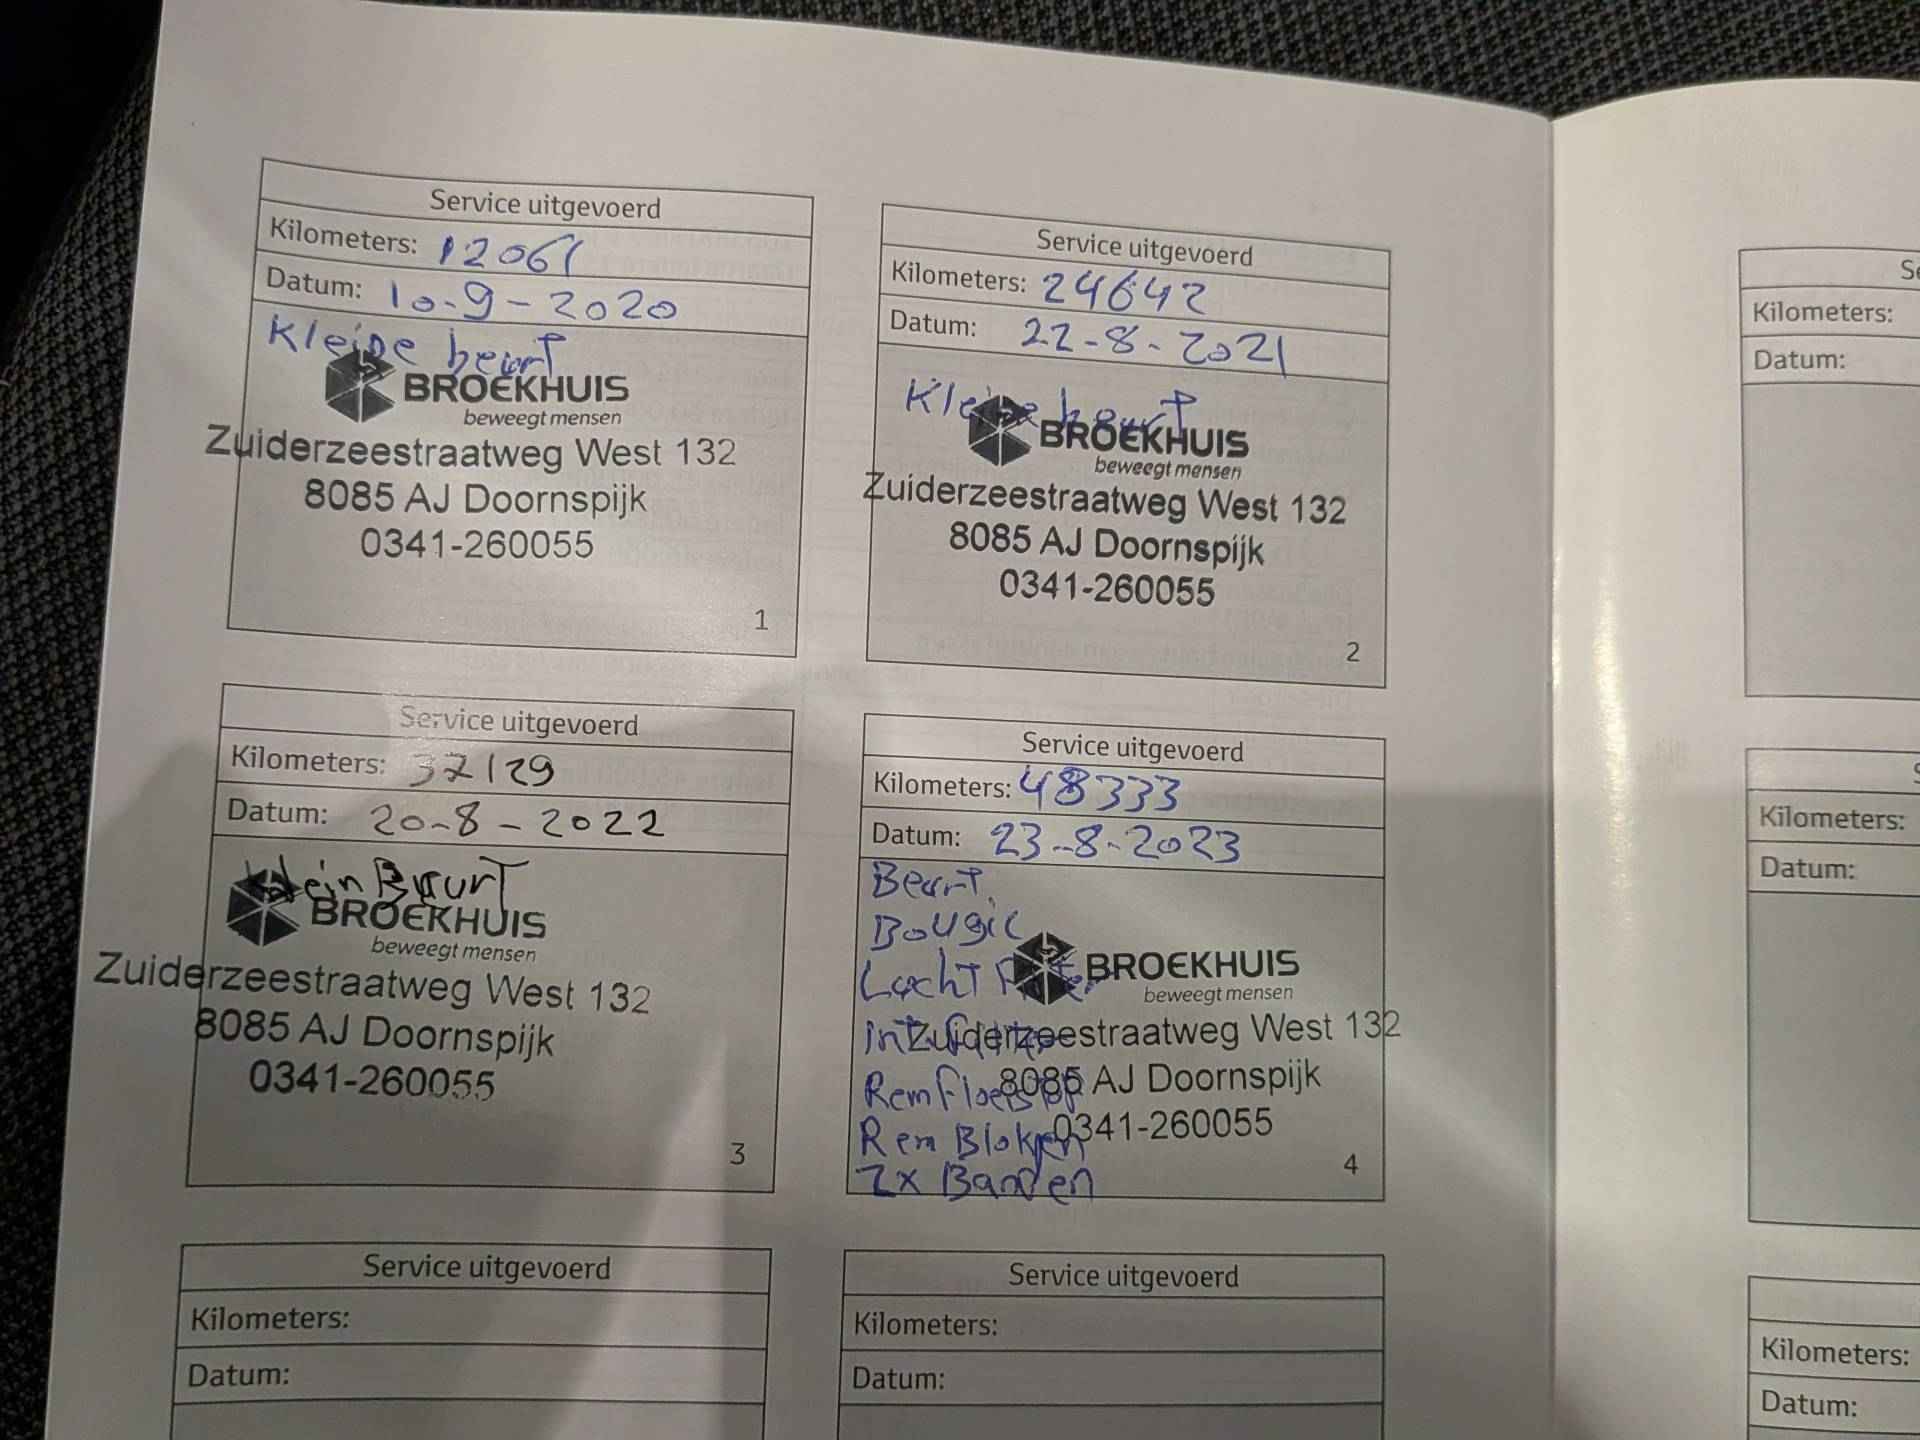 Service uitgevoerd
Kilometers: 12061
Datum: 10-9-2020
Kleine beurt
BROEKHUIS
beweegt mensen
Zuiderzeestraatweg West 132
8085 AJ Doornspijk
0341-260055
1
Service uitgevoerd
Kilometers: 24642
Datum: 22-8-2021
Kleine beurt
BROEKHUIS
beweegt mensen
Zuiderzeestraatweg West 132
8085 AJ Doornspijk
0341-260055
2
Service uitgevoerd
Kilometers: 37129
Datum: 20-8-2022
klein Beurt
BROEKHUIS
beweegt mensen
Zuiderzeestraatweg West 132
8085 AJ Doornspijk
0341-260055
3
Service uitgevoerd
Kilometers: 48333
Datum: 23-8-2023
Beurt
Bougie
Lucht Filter
BROEKHUIS
beweegt mensen
Zuiderzeestraatweg West 132
Remfloeistof
8085 AJ Doornspijk
Rem Blokken
0341-260055
2x Banden
4
Service uitgevoerd
Kilometers:
Datum:
Service uitgevoerd
Kilometers:
Datum:
Kilometers:
Datum:
Kilometers:
Datum:
Kilometers:
Datum: